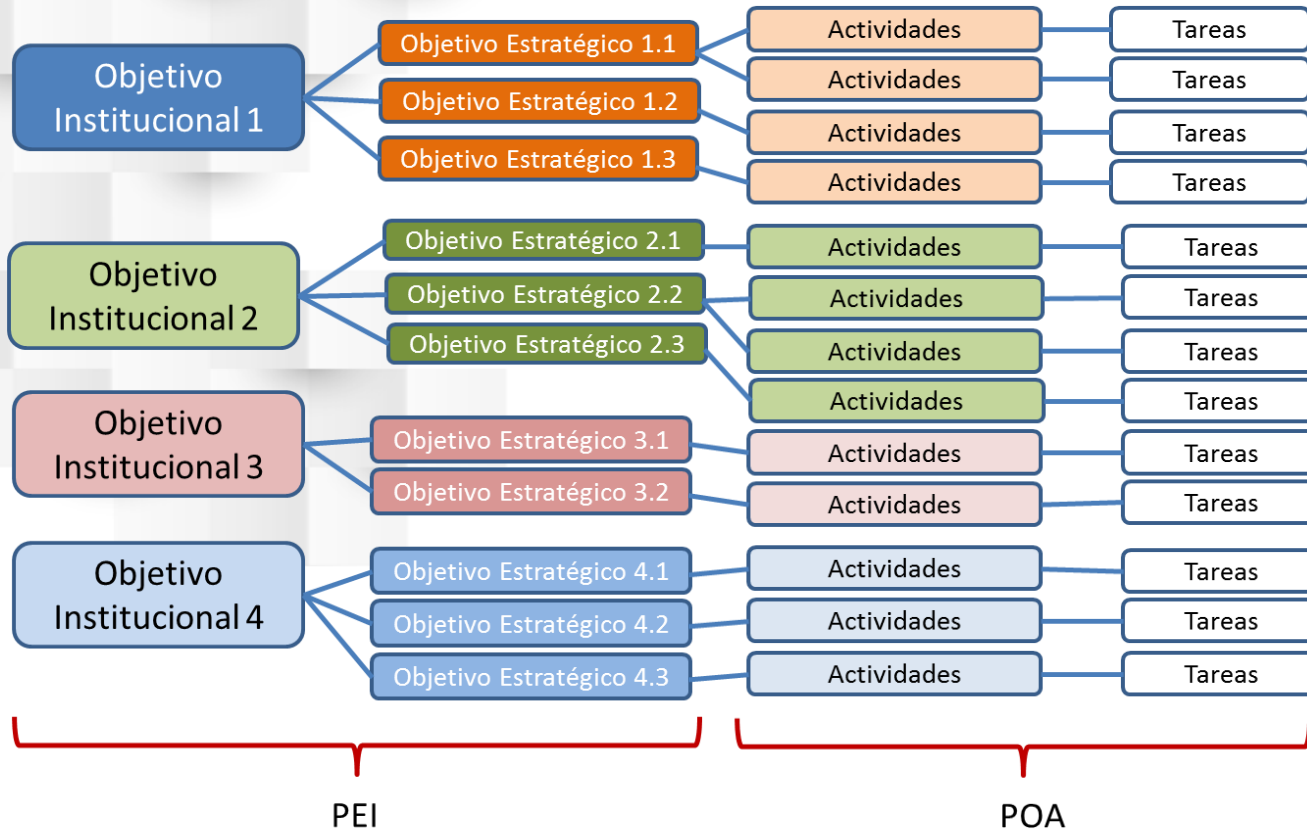 Objetivo
Institucional 1
Objetivo Estratégico 1.1
Objetivo Estratégico 1.2
Objetivo Estratégico 1.3
Actividades
Tareas
Actividades
Tareas
Actividades
Tareas
Actividades
Tareas
Objetivo
Institucional 2
Objetivo Estratégico 2.1
Objetivo Estratégico 2.2
Objetivo Estratégico 2.3
Actividades
Tareas
Actividades
Tareas
Actividades
Tareas
Actividades
Tareas
Objetivo
Institucional 3
Objetivo Estratégico 3.1
Objetivo Estratégico 3.2
Actividades
Tareas
Actividades
Tareas
Objetivo
Institucional 4
Objetivo Estratégico 4.1
Objetivo Estratégico 4.2
Objetivo Estratégico 4.3
Actividades
Tareas
Actividades
Tareas
Actividades
Tareas
PEI
POA